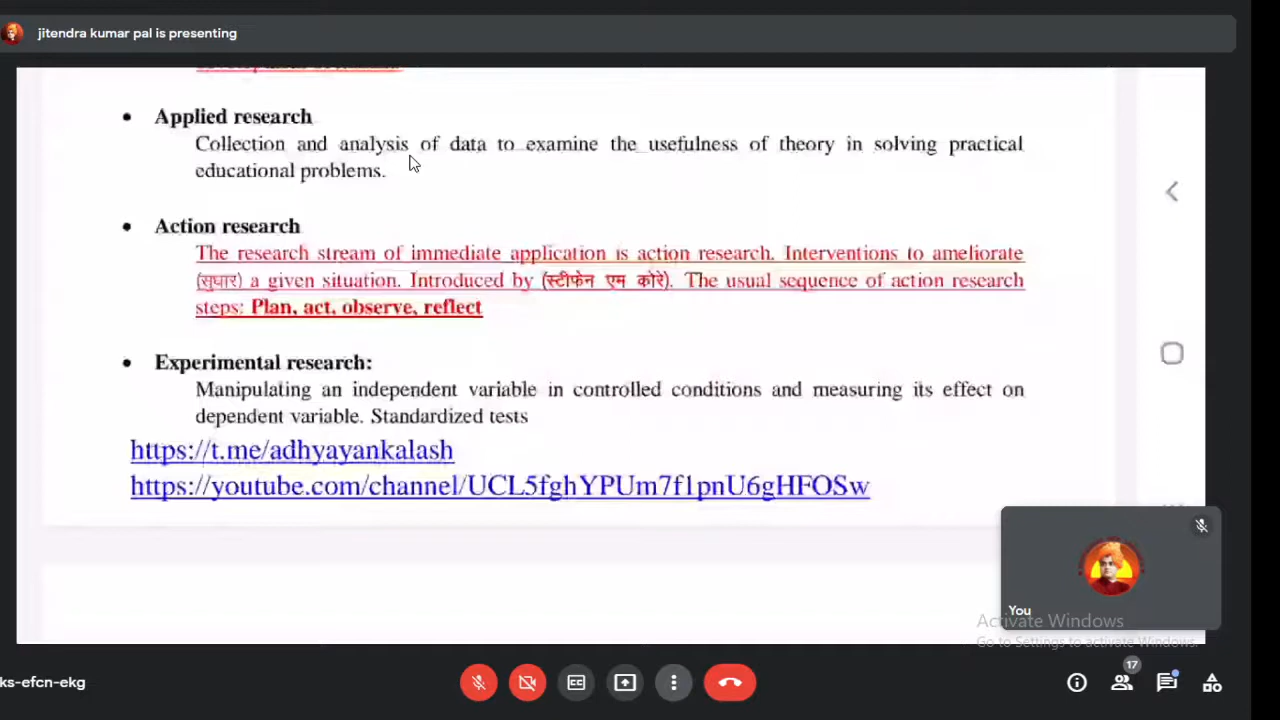 jitendra kumar pal is presenting
Applied research
Collection and analysis of data to examine the usefulness of theory in solving practical
educational problems.
Action research
The research stream of immediate application is action research. Interventions to ameliorate
(सुधार) a given situation. Introduced by (स्टीफेन एम कोरे). The usual sequence of action research
steps: Plan, act, observe, reflect
Experimental research:
Manipulating an independent variable in controlled conditions and measuring its effect on
dependent variable. Standardized tests
https://t.me/adhyayankalash
https://youtube.com/channel/UCL5fghYPUm7f1pnU6gHFOSw
You
Activate Windows
Go to Settings to activate Windows.
ks-efcn-ekg
CC
17